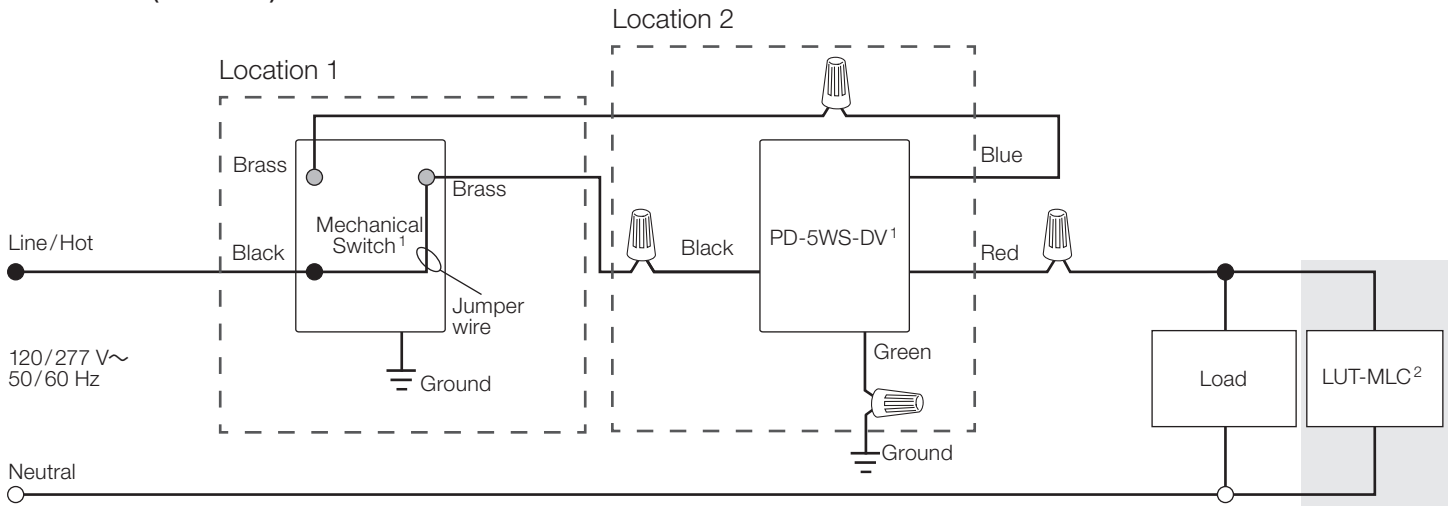 Location 2
Location 1
Brass
Blue
Brass
Mechanical
Switch¹
Line/Hot
Black
Black
PD-5WS-DV¹
Red
Jumper
wire
120/277 V~
50/60 Hz
Green
Ground
Load
LUT-MLC²
Ground
Neutral